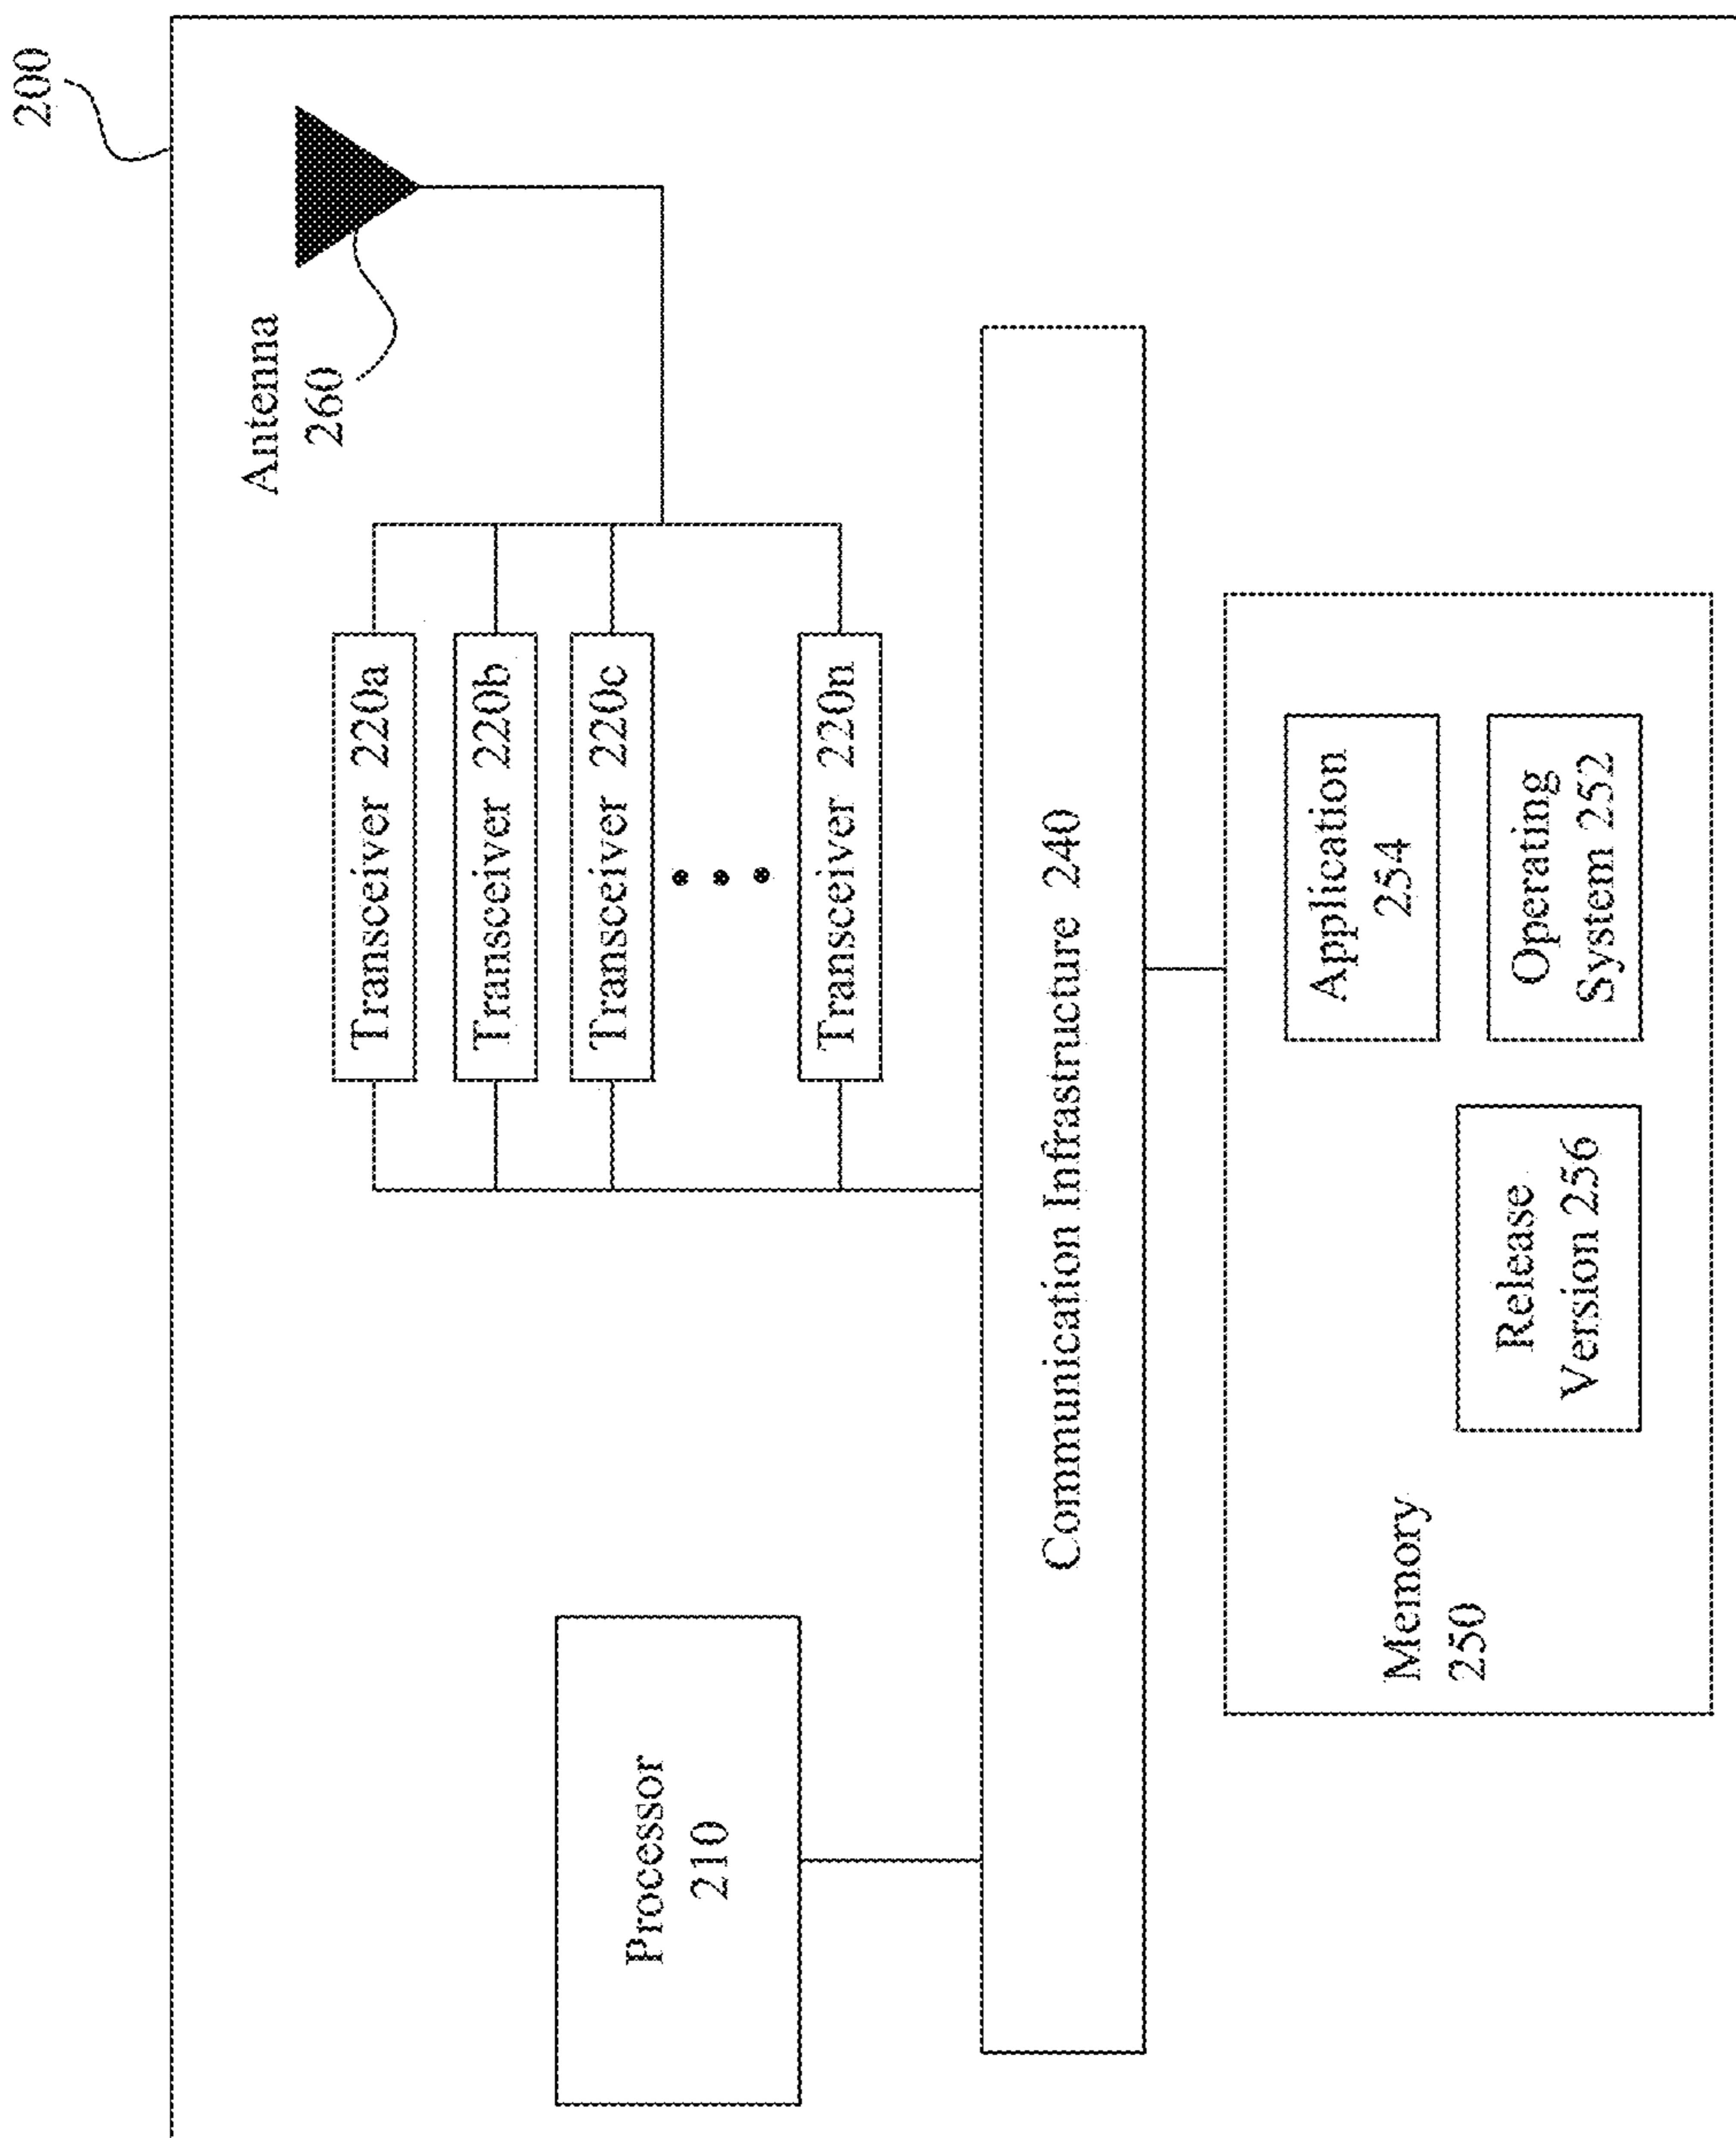 200
Antenna
260
Transceiver 220a
Transceiver 220b
Transceiver 220c
Transceiver 220n
Processor
210
Communication Infrastructure 240
Memory
250
Application
254
Release
Version 256
Operating
System 252